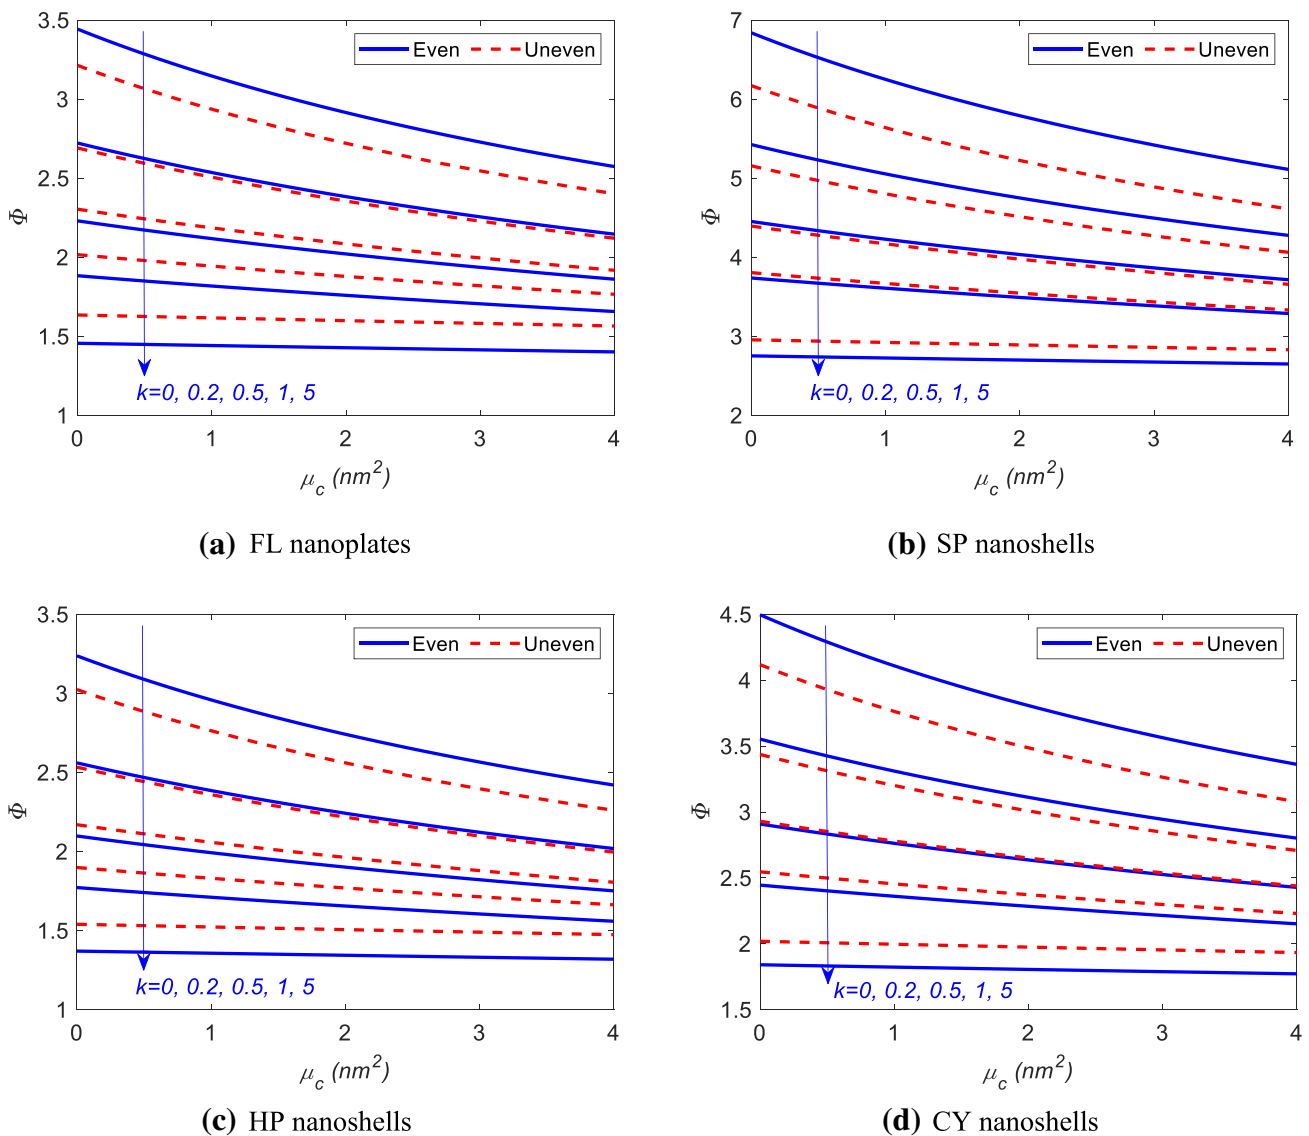 3.5
3
2.5
2
1.5
1
Φ
Even Uneven
k=0, 0.2, 0.5, 1, 5
0 1 2 3 4
μc (nm²)
(a) FL nanoplates
7
6
5
4
3
2
Φ
Even Uneven
k=0, 0.2, 0.5, 1, 5
0 1 2 3 4
μc (nm²)
(b) SP nanoshells
3.5
3
2.5
2
1.5
1
Φ
Even Uneven
k=0, 0.2, 0.5, 1, 5
0 1 2 3 4
μc (nm²)
(c) HP nanoshells
4.5
4
3.5
3
2.5
2
1.5
Φ
Even Uneven
k=0, 0.2, 0.5, 1, 5
0 1 2 3 4
μc (nm²)
(d) CY nanoshells